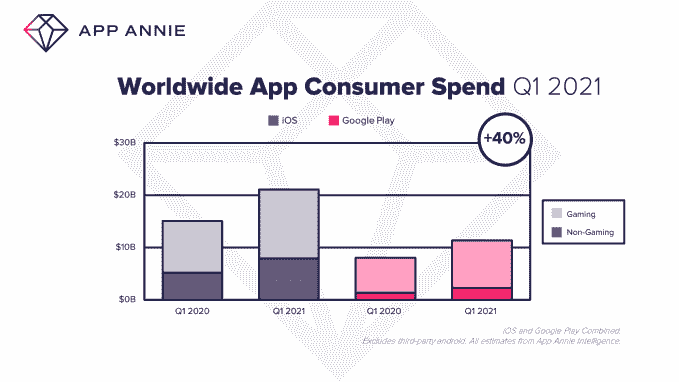 APP ANNIE
Worldwide App Consumer Spend Q1 2021
iOS Google Play
+40%
$30B
$20B
$10B
$0B
Gaming
Non-Gaming
Q1 2020 Q1 2021 Q1 2020 Q1 2021
iOS and Google Play Combined.
Excludes third-party android. All estimates from App Annie Intelligence.